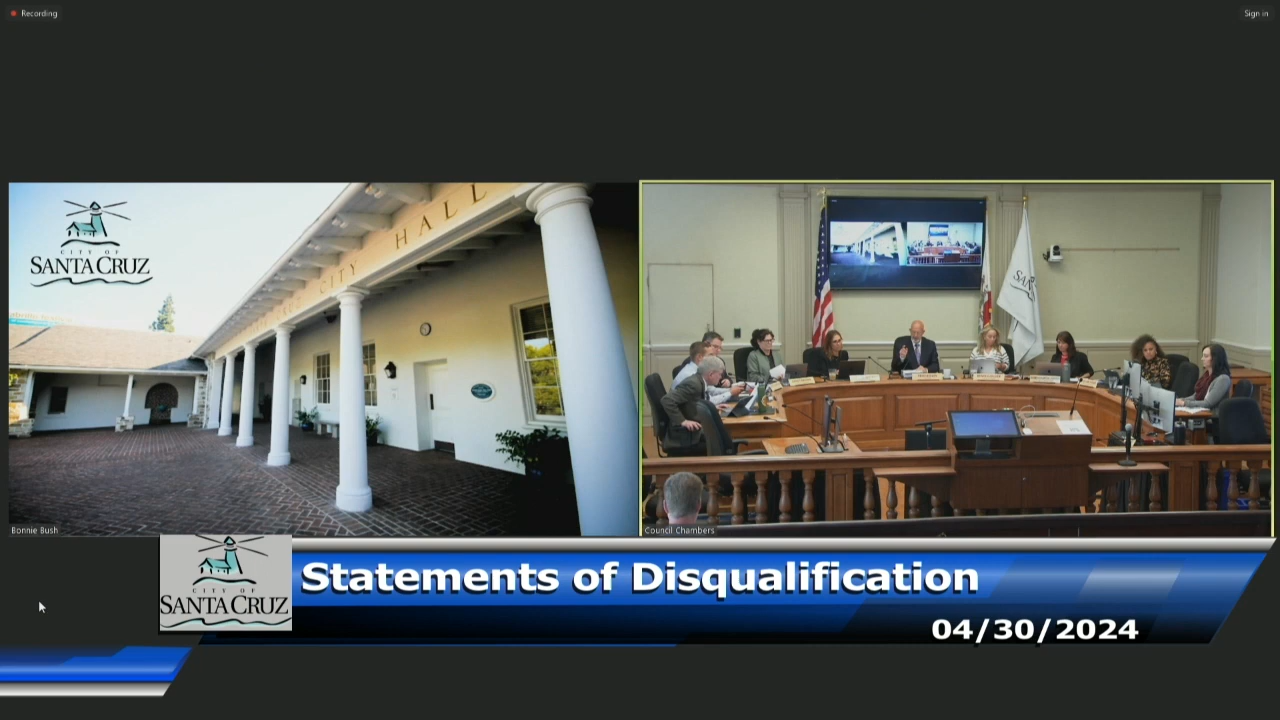 Recording
Sign in
CITY OF
SANTA CRUZ
CITY HALL
Bonnie Bush
Council Chambers
CITY OF
SANTA CRUZ
Statements of Disqualification
04/30/2024